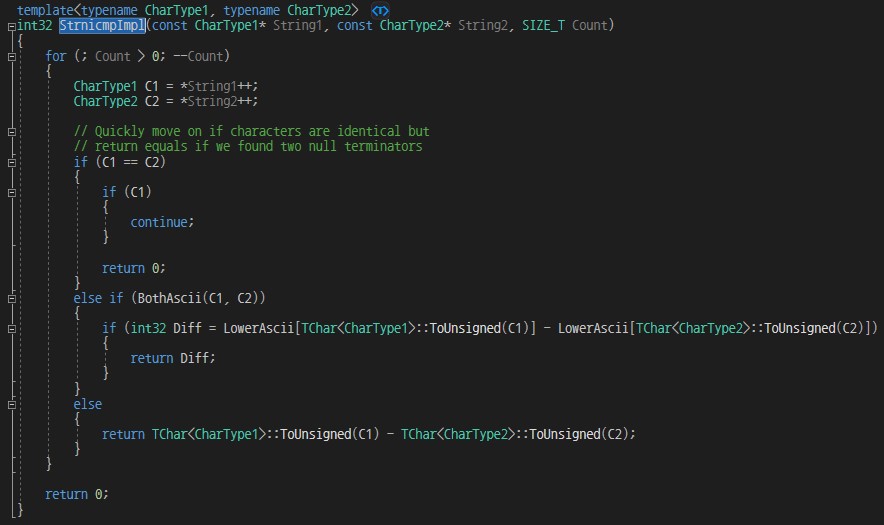 template<typename CharType1, typename CharType2> <T>
int32 StrnicmpImpl(const CharType1* String1, const CharType2* String2, SIZE_T Count)
{
    for (; Count > 0; --Count)
    {
        CharType1 C1 = *String1++;
        CharType2 C2 = *String2++;

        // Quickly move on if characters are identical but
        // return equals if we found two null terminators
        if (C1 == C2)
        {
            if (C1)
            {
                continue;
            }

            return 0;
        }
        else if (BothAscii(C1, C2))
        {
            if (int32 Diff = LowerAscii[TChar<CharType1>::ToUnsigned(C1)] - LowerAscii[TChar<CharType2>::ToUnsigned(C2)])
            {
                return Diff;
            }
        }
        else
        {
            return TChar<CharType1>::ToUnsigned(C1) - TChar<CharType2>::ToUnsigned(C2);
        }
    }

    return 0;
}